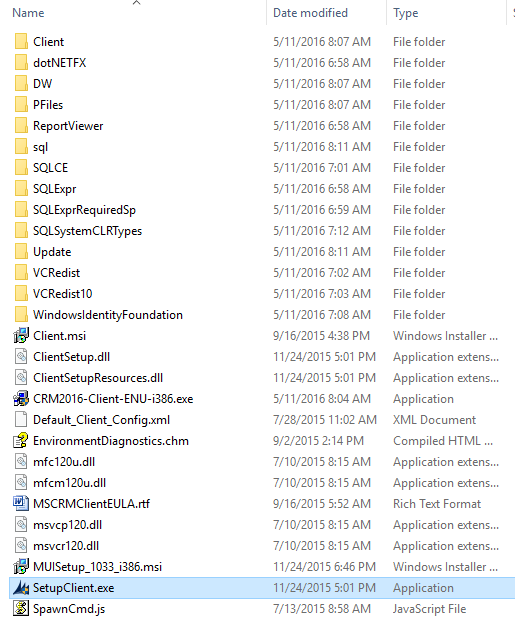 Name Date modified Type
Client 5/11/2016 8:07 AM File folder
dotNETFX 5/11/2016 6:58 AM File folder
DW 5/11/2016 8:07 AM File folder
PFiles 5/11/2016 8:07 AM File folder
ReportViewer 5/11/2016 6:58 AM File folder
sql 5/11/2016 8:11 AM File folder
SQLCE 5/11/2016 7:01 AM File folder
SQLExpr 5/11/2016 6:58 AM File folder
SQLExprRequiredSp 5/11/2016 6:59 AM File folder
SQLSystemCLRTypes 5/11/2016 7:12 AM File folder
Update 5/11/2016 8:11 AM File folder
VCRedist 5/11/2016 7:02 AM File folder
VCRedist10 5/11/2016 7:03 AM File folder
WindowsIdentityFoundation 5/11/2016 7:08 AM File folder
Client.msi 9/16/2015 4:38 PM Windows Installer ...
ClientSetup.dll 11/24/2015 5:01 PM Application extens...
ClientSetupResources.dll 11/24/2015 5:01 PM Application extens...
CRM2016-Client-ENU-i386.exe 5/11/2016 8:04 AM Application
Default_Client_Config.xml 7/28/2015 11:02 AM XML Document
EnvironmentDiagnostics.chm 9/2/2015 2:14 PM Compiled HTML ...
mfc120u.dll 7/10/2015 8:15 AM Application extens...
mfcm120u.dll 7/10/2015 8:15 AM Application extens...
MSCRMClientEULA.rtf 9/16/2015 5:52 AM Rich Text Format
msvcp120.dll 7/10/2015 8:15 AM Application extens...
msvcr120.dll 7/10/2015 8:15 AM Application extens...
MUISetup_1033_i386.msi 11/24/2015 6:46 PM Windows Installer ...
SetupClient.exe 11/24/2015 5:01 PM Application
SpawnCmd.js 7/13/2015 8:58 AM JavaScript File